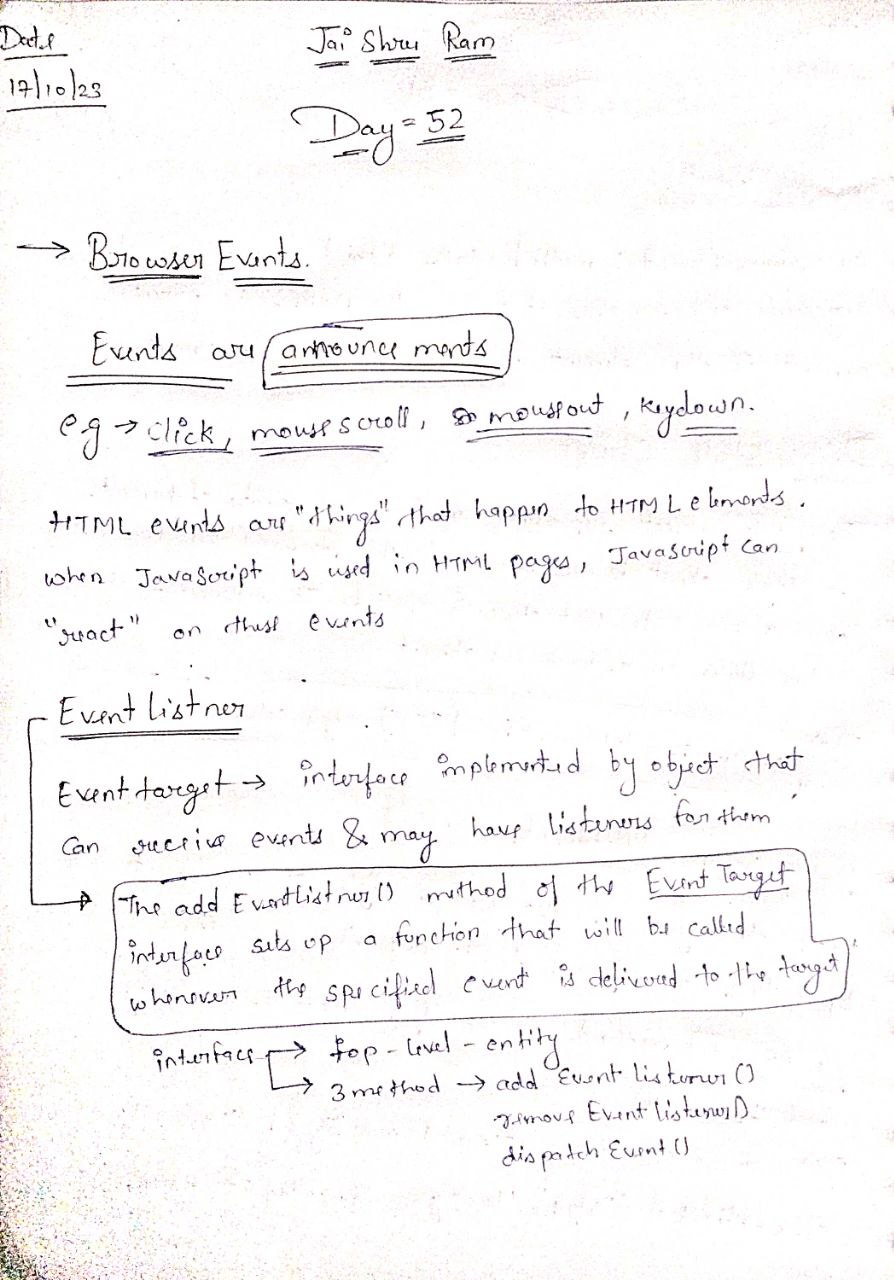 Date
Jai Shree Ram
17/10/23
Day = 52
→ Browser Events.
Events are announcements
e.g → click, mouse scroll, mouseout, keydown.
HTML events are "things" that happen to HTML elements.
when JavaScript is used in HTML pages, JavaScript can
"react" on these events
Event listner
Event target → interface implemented by object that
can receive events & may have listeners for them
The add Eventlistner() method of the Event Target
interface sets up a function that will be called
whenever the specified event is delivered to the target
interface → top-level-entity
→ 3 method → add Event listener()
remove Event listener()
dispatch Event()